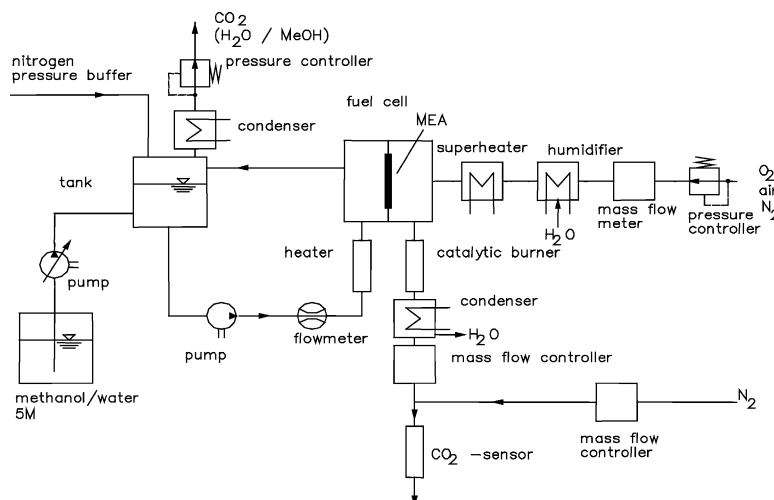 CO2
(H2O / MeOH)
pressure controller
nitrogen
pressure buffer
condenser
fuel cell
MEA
superheater
humidifier
tank
O2
air
N2
mass flow
meter
pressure
controller
H2O
heater
catalytic burner
pump
condenser
H2O
flowmeter
pump
mass flow controller
methanol/water
5M
N2
mass flow
controller
CO2 -sensor